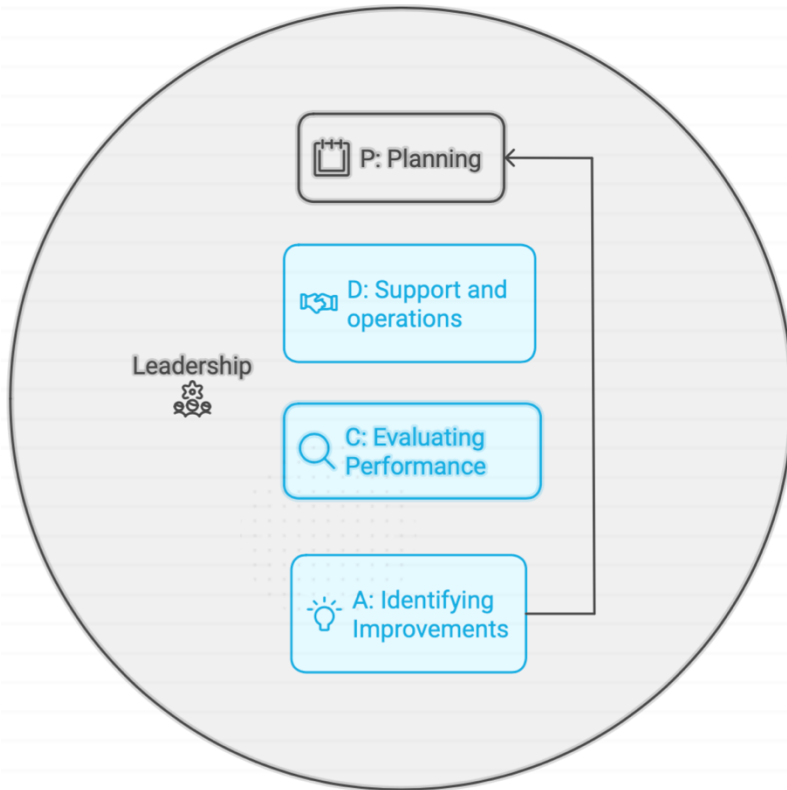 P: Planning
D: Support and
operations
Leadership
C: Evaluating
Performance
A: Identifying
Improvements